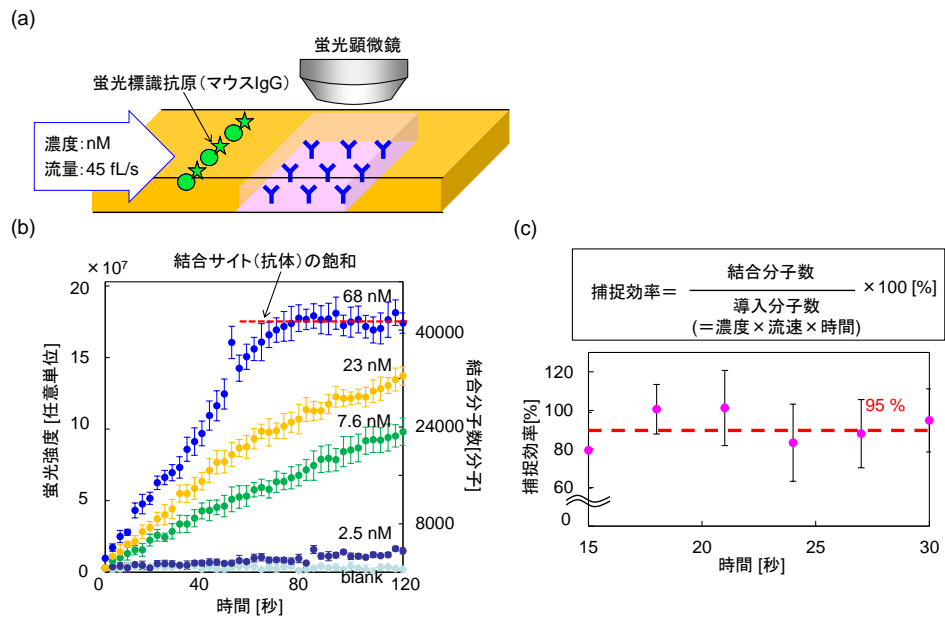 (a)
蛍光顕微鏡
蛍光標識抗原(マウスIgG)
濃度:nM
流量:45 fL/s
(b)
結合サイト(抗体)の飽和
× 10⁷
20
15
10
5
0
蛍光強度 [任意単位]
68 nM
23 nM
7.6 nM
2.5 nM
blank
40000
24000
8000
結合分子数[分子]
0
40
80
120
時間 [秒]
(c)
捕捉効率=
結合分子数
導入分子数
(=濃度×流速×時間)
×100 [%]
120
100
80
60
0
捕捉効率[%]
95 %
15
20
25
30
時間 [秒]